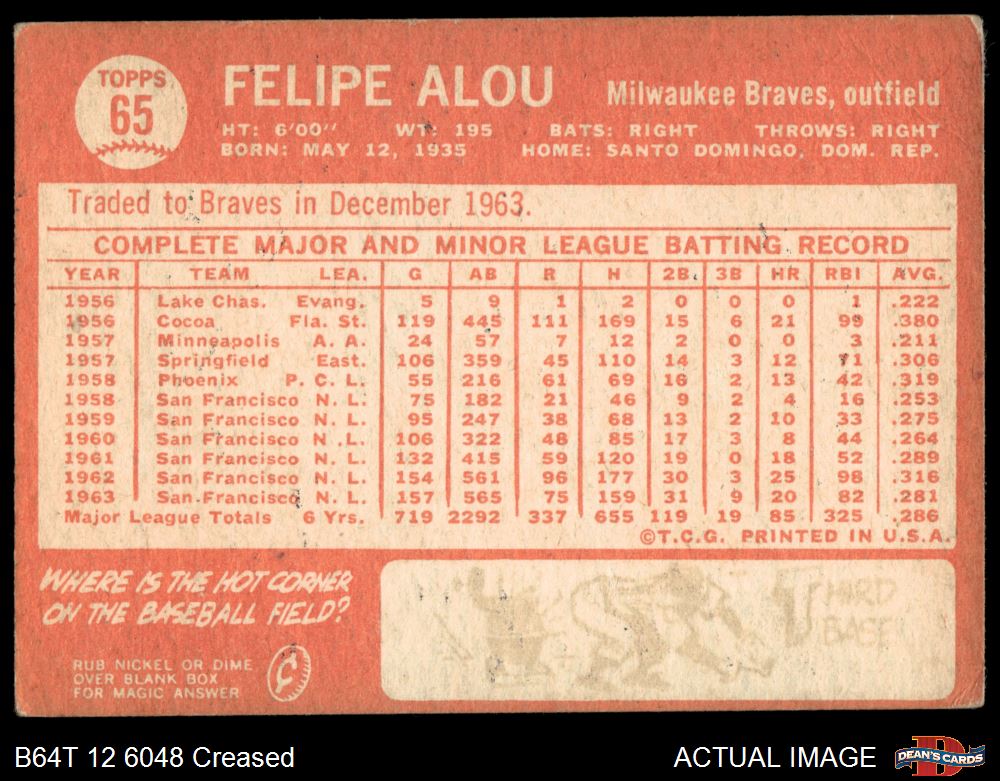 TOPPS
65
FELIPE ALOU Milwaukee Braves, outfield
HT: 6'00" WT: 195 BATS: RIGHT THROWS: RIGHT
BORN: MAY 12, 1935 HOME: SANTO DOMINGO, DOM. REP.
Traded to Braves in December 1963.
COMPLETE MAJOR AND MINOR LEAGUE BATTING RECORD
YEAR TEAM LEA. G AB R H 2B 3B HR RBI AVG.
1956 Lake Chas. Evang. 5 9 1 2 0 0 0 1 .222
1956 Cocoa Fla. St. 119 445 111 169 15 6 21 99 .380
1957 Minneapolis A. A. 24 57 7 12 2 0 0 3 .211
1957 Springfield East. 106 359 45 110 14 3 12 71 .306
1958 Phoenix P. C. L. 55 216 61 69 16 2 13 42 .319
1958 San Francisco N. L. 75 182 21 46 9 2 4 16 .253
1959 San Francisco N. L. 95 247 38 68 13 2 10 33 .275
1960 San Francisco N. L. 106 322 48 85 17 3 8 44 .264
1961 San Francisco N. L. 132 415 59 120 19 0 18 52 .289
1962 San Francisco N. L. 154 561 96 177 30 3 25 98 .316
1963 San Francisco N. L. 157 565 75 159 31 9 20 82 .281
Major League Totals 6 Yrs. 719 2292 337 655 119 19 85 325 .286
©T.C.G. PRINTED IN U.S.A.
WHERE IS THE HOT CORNER
ON THE BASEBALL FIELD?
RUB NICKEL OR DIME
OVER BLANK BOX
FOR MAGIC ANSWER
THIRD
BASE
B64T 12 6048 Creased ACTUAL IMAGE
DEAN'S CARDS